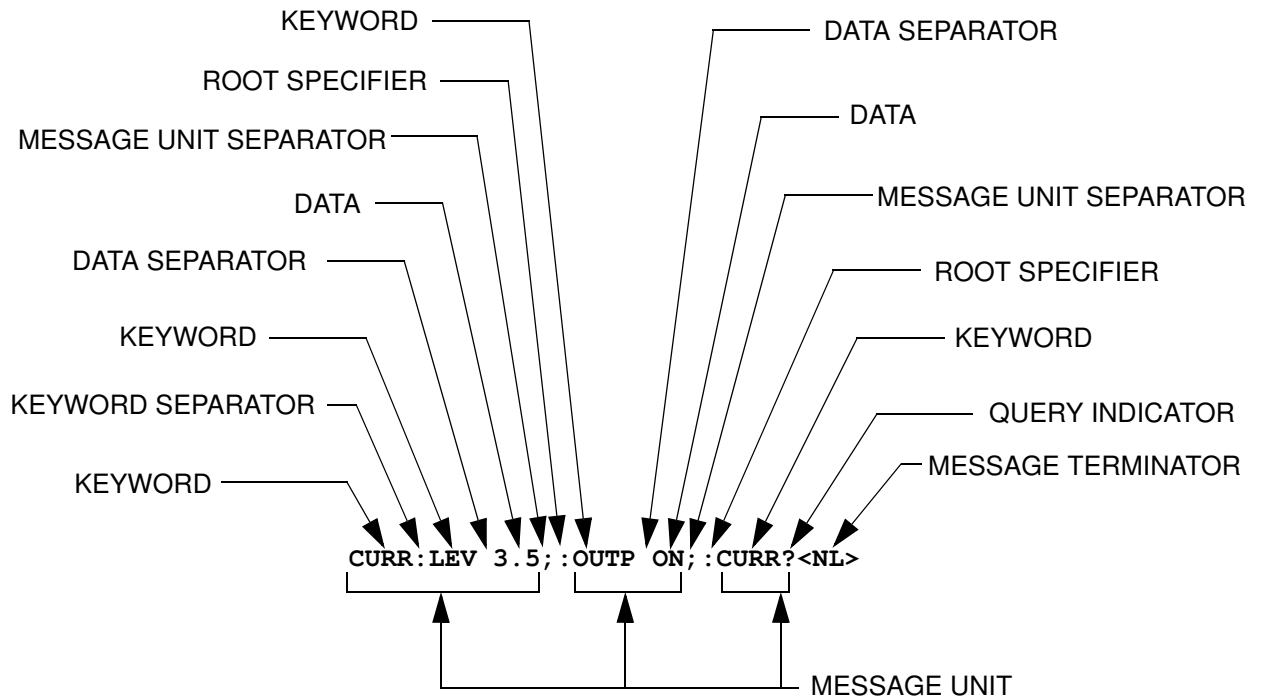 KEYWORD
ROOT SPECIFIER
MESSAGE UNIT SEPARATOR
DATA
DATA SEPARATOR
KEYWORD
KEYWORD SEPARATOR
KEYWORD
DATA SEPARATOR
DATA
MESSAGE UNIT SEPARATOR
ROOT SPECIFIER
KEYWORD
QUERY INDICATOR
MESSAGE TERMINATOR
CURR:LEV 3.5;:OUTP ON;:CURR?<NL>
MESSAGE UNIT